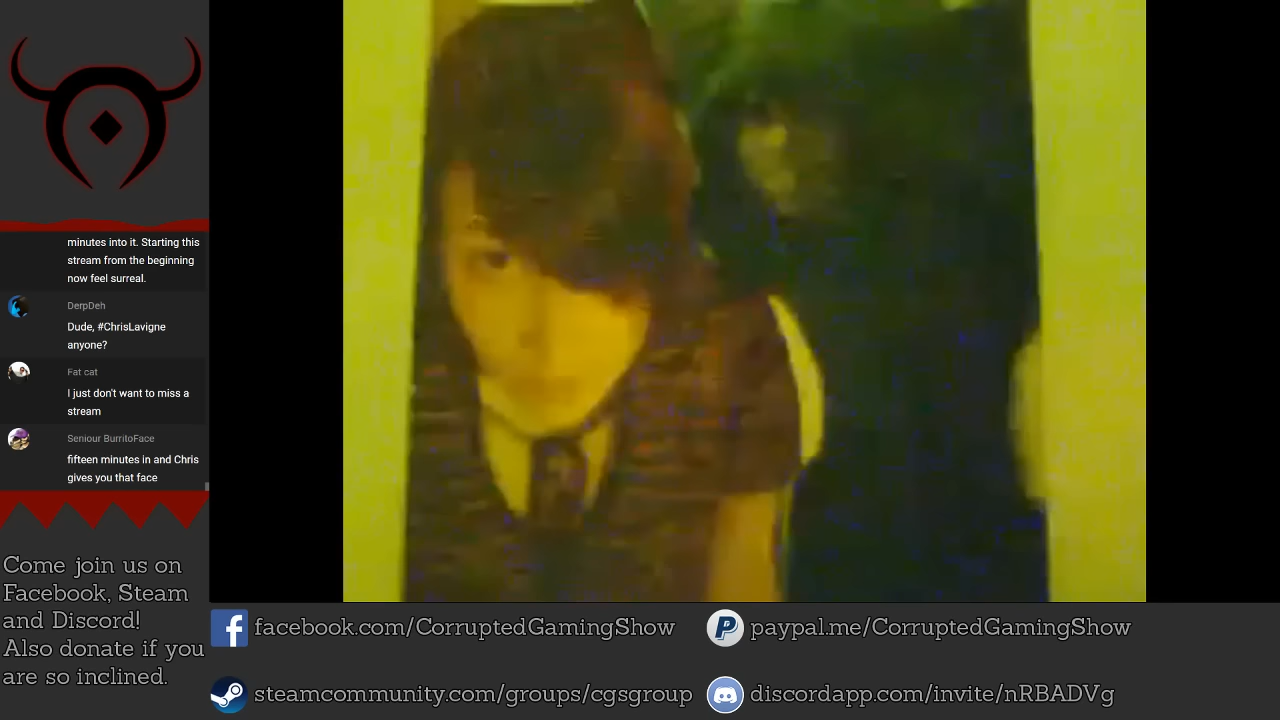 minutes into it. Starting this
stream from the beginning
now feel surreal.
DerpDeh
Dude, #ChrisLavigne
anyone?
Fat cat
I just don't want to miss a
stream
Seniour BurritoFace
fifteen minutes in and Chris
gives you that face
Come join us on
Facebook, Steam
and Discord!
Also donate if you
are so inclined.
facebook.com/CorruptedGamingShow
paypal.me/CorruptedGamingShow
steamcommunity.com/groups/cgsgroup
discordapp.com/invite/nRBADVg